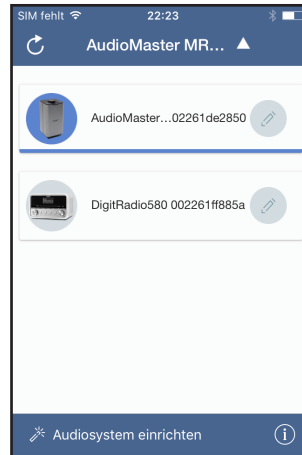 SIM fehlt 22:23
AudioMaster MR... ▲
AudioMaster...02261de2850
DigitRadio580 002261ff885a
Audiosystem einrichten